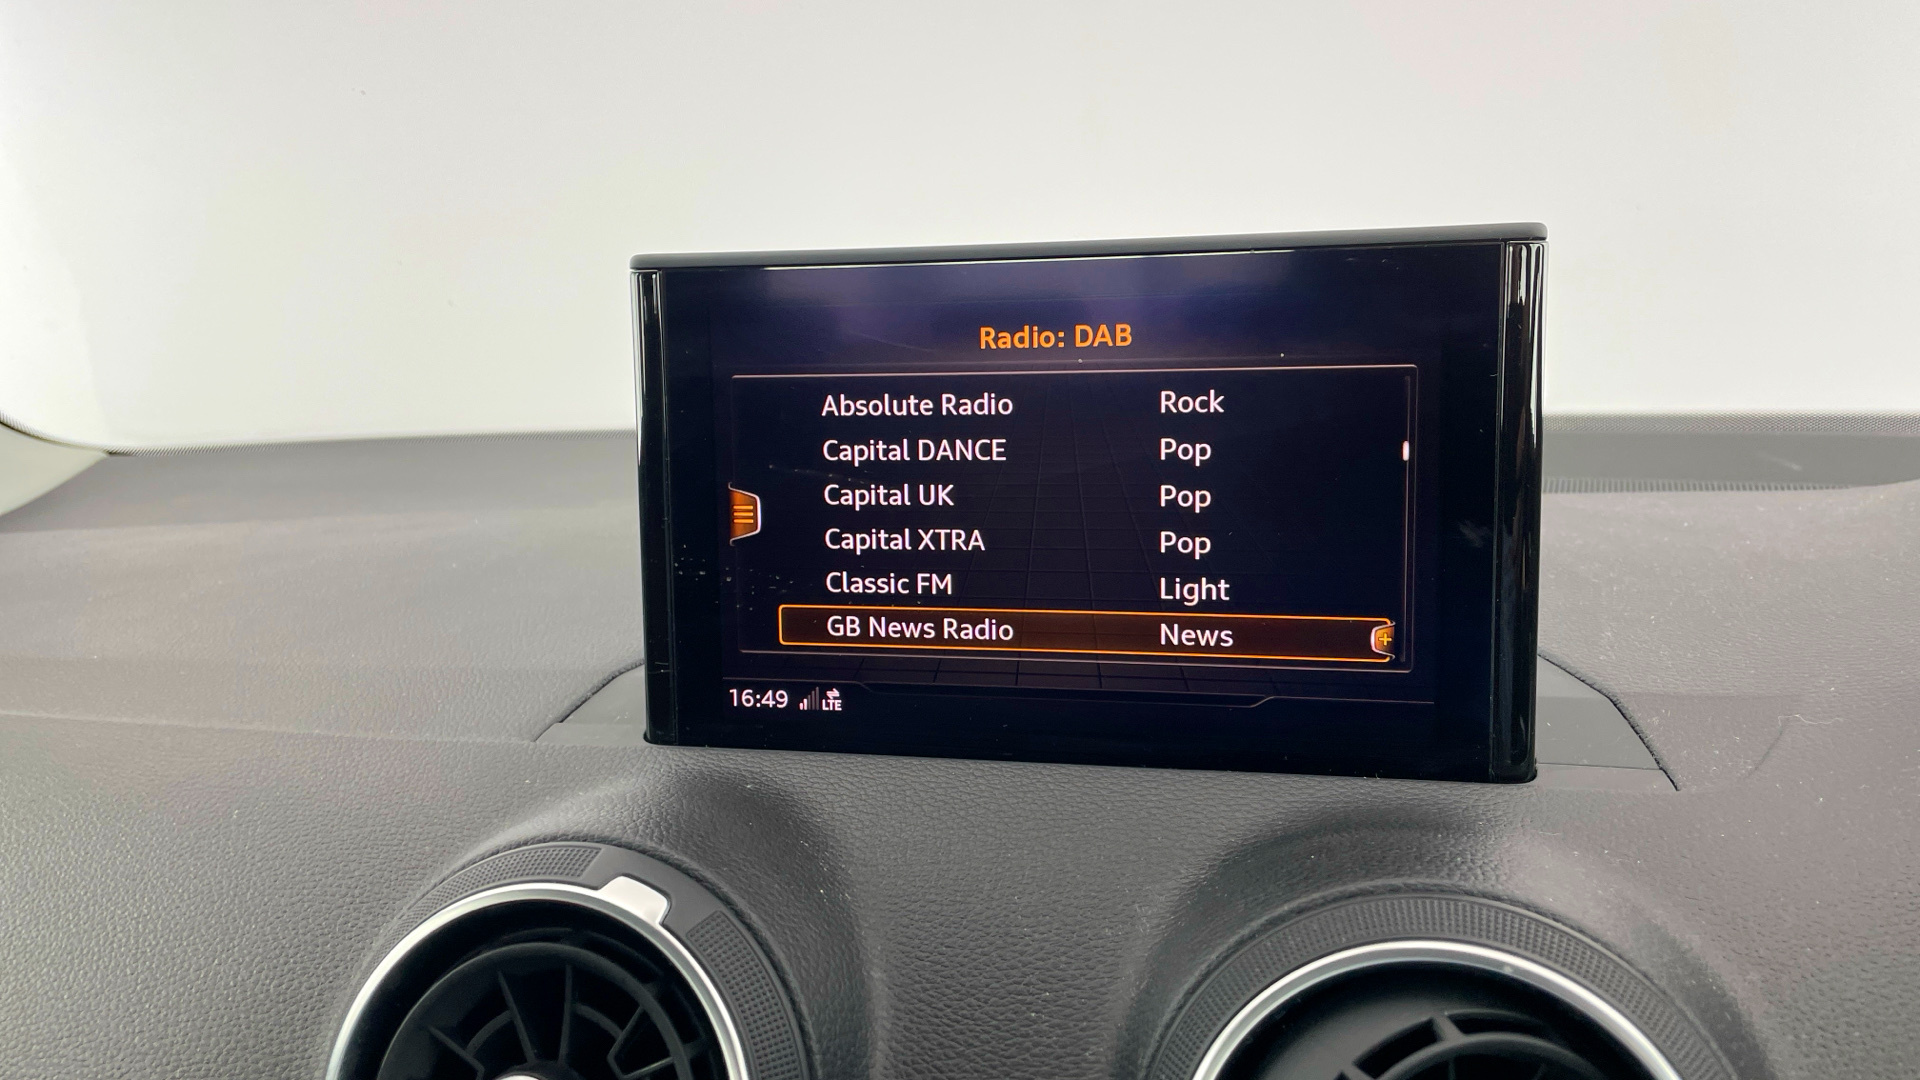 Radio: DAB
Absolute Radio Rock
Capital DANCE Pop
Capital UK Pop
Capital XTRA Pop
Classic FM Light
GB News Radio News
16:49 LTE